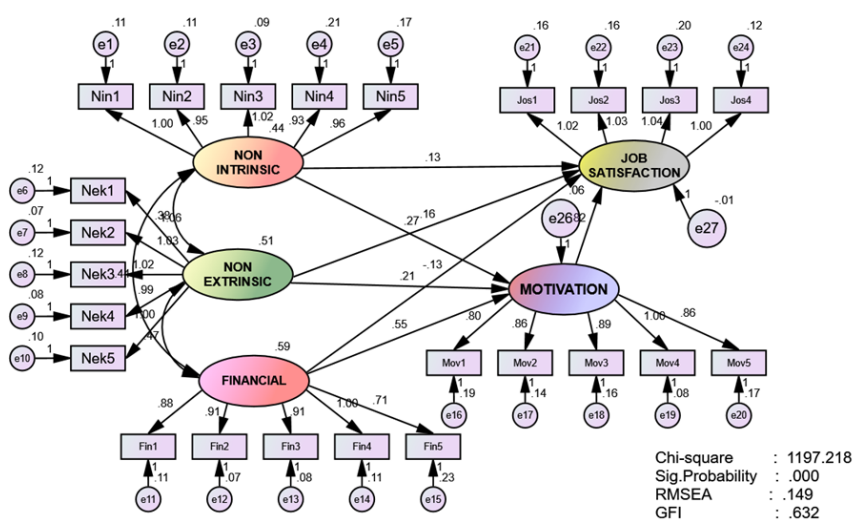 .11 .11 .09 .21 .17
e1 e2 e3 e4 e5
1 1 1 1 1
Nin1 Nin2 Nin3 Nin4 Nin5
1.00 .95 1.02 .93 .96
.44
NON
INTRINSIC
.16 .16 .20 .12
e21 e22 e23 e24
1 1 1 1
Jos1 Jos2 Jos3 Jos4
1.02 1.03 1.04 1.00
JOB
SATISFACTION
.13
.06
.27 .16
-.13
.21
.55
e26
1
1 -.01
e27
.12
e6 1 Nek1
.07
e7 1 Nek2
.12
e8 1 Nek3
.08
e9 1 Nek4
.10
e10 1 Nek5
1.03
1.02
.99
.51
NON
EXTRINSIC
MOTIVATION
.80 .86 .89 1.00 .86
Mov1 Mov2 Mov3 Mov4 Mov5
1 1 1 1 1
.19 .14 .16 .08 .17
e16 e17 e18 e19 e20
.59
FINANCIAL
.88 .91 .91 1.00 .71
Fin1 Fin2 Fin3 Fin4 Fin5
1 1 1 1 1
.11 .07 .08 .11 .23
e11 e12 e13 e14 e15
Chi-square : 1197.218
Sig.Probability : .000
RMSEA : .149
GFI : .632